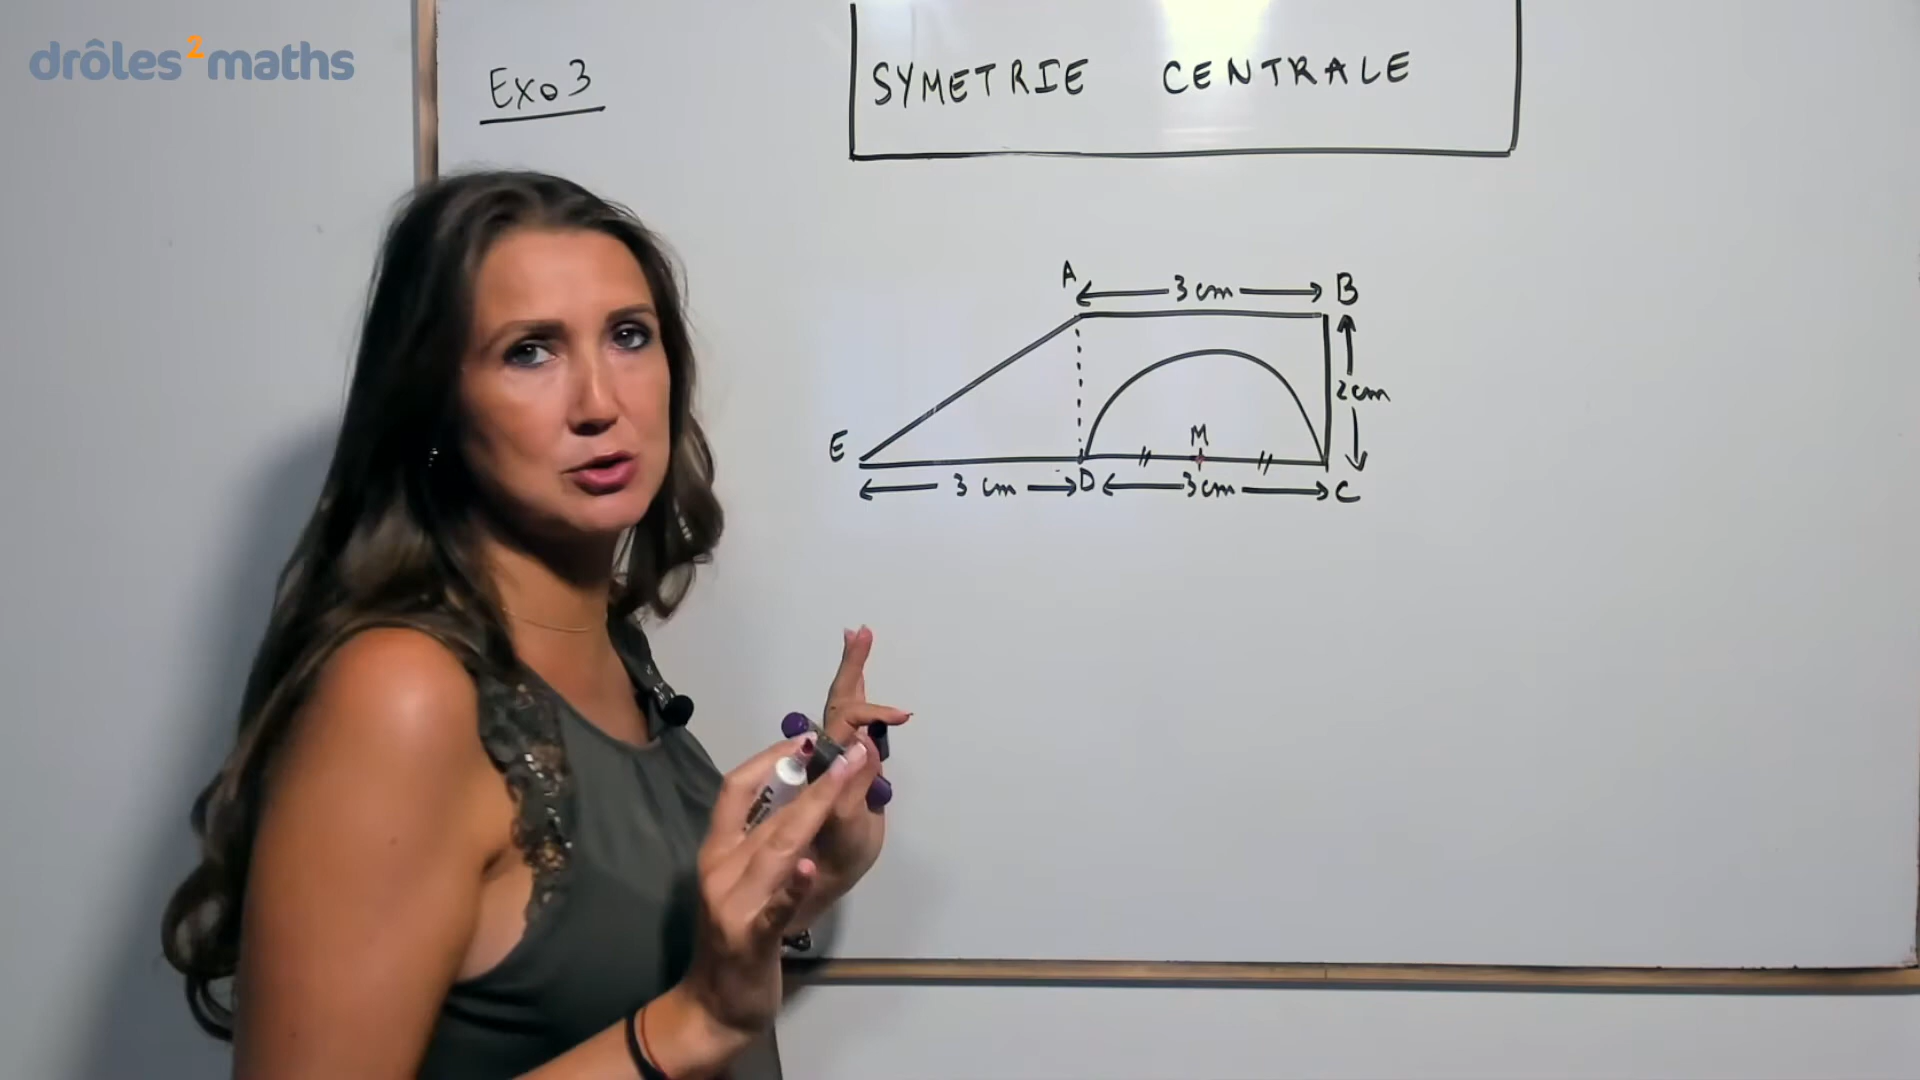 drôles²maths
Exo 3
SYMETRIE CENTRALE
A
3 cm
B
2cm
E
M
3 cm
D
3cm
C